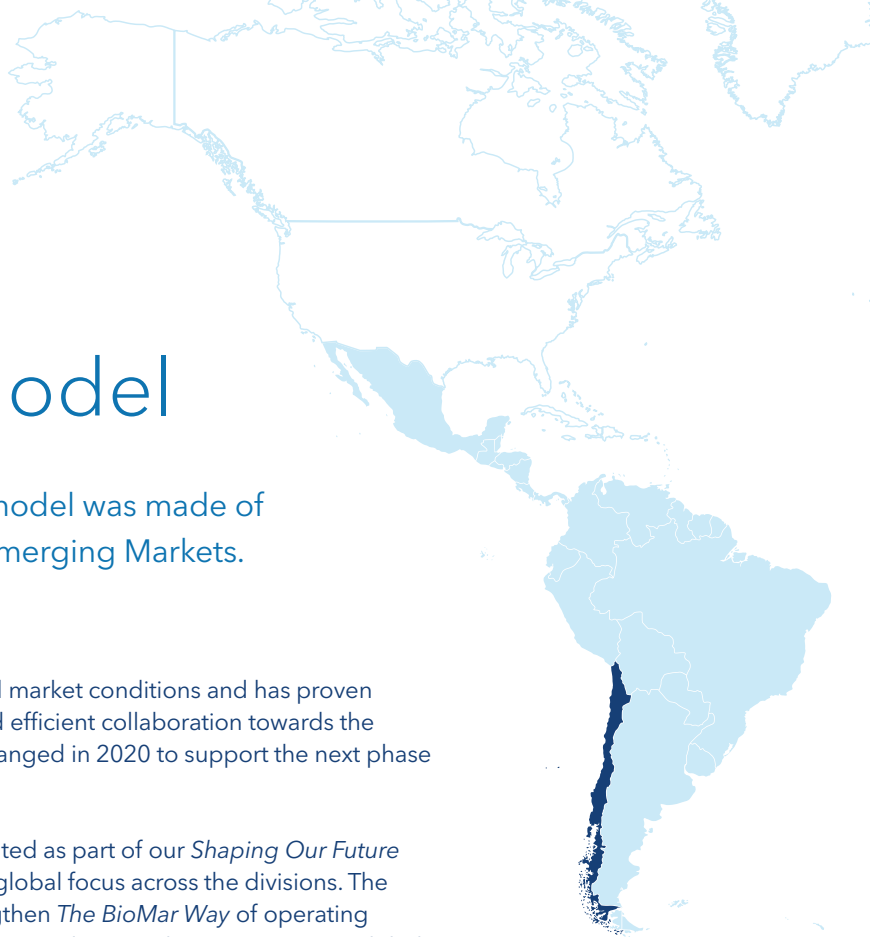 odel
model was made of
merging Markets.
market conditions and has proven
efficient collaboration towards the
anged in 2020 to support the next phase
ted as part of our Shaping Our Future
global focus across the divisions. The
gthen The BioMar Way of operating